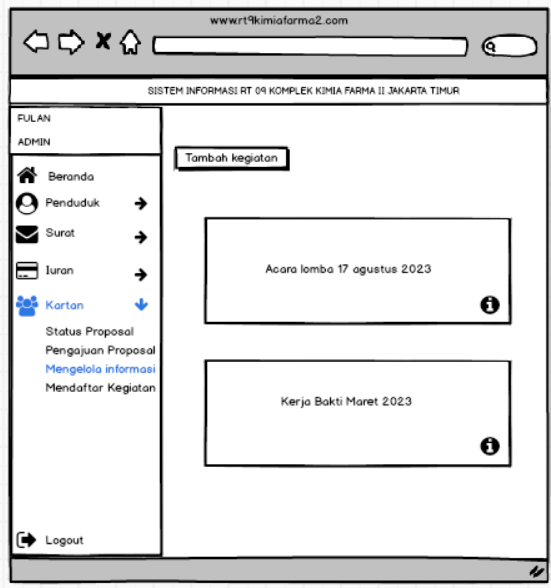 www.rt9kimiafarma2.com
SISTEM INFORMASI RT 09 KOMPLEK KIMIA FARMA II JAKARTA TIMUR
FULAN
ADMIN
Beranda
Penduduk
Surat
Iuran
Kartan
Status Proposal
Pengajuan Proposal
Mengelola informasi
Mendaftar Kegiatan
Logout
Tambah kegiatan
Acara lomba 17 agustus 2023
Kerja Bakti Maret 2023